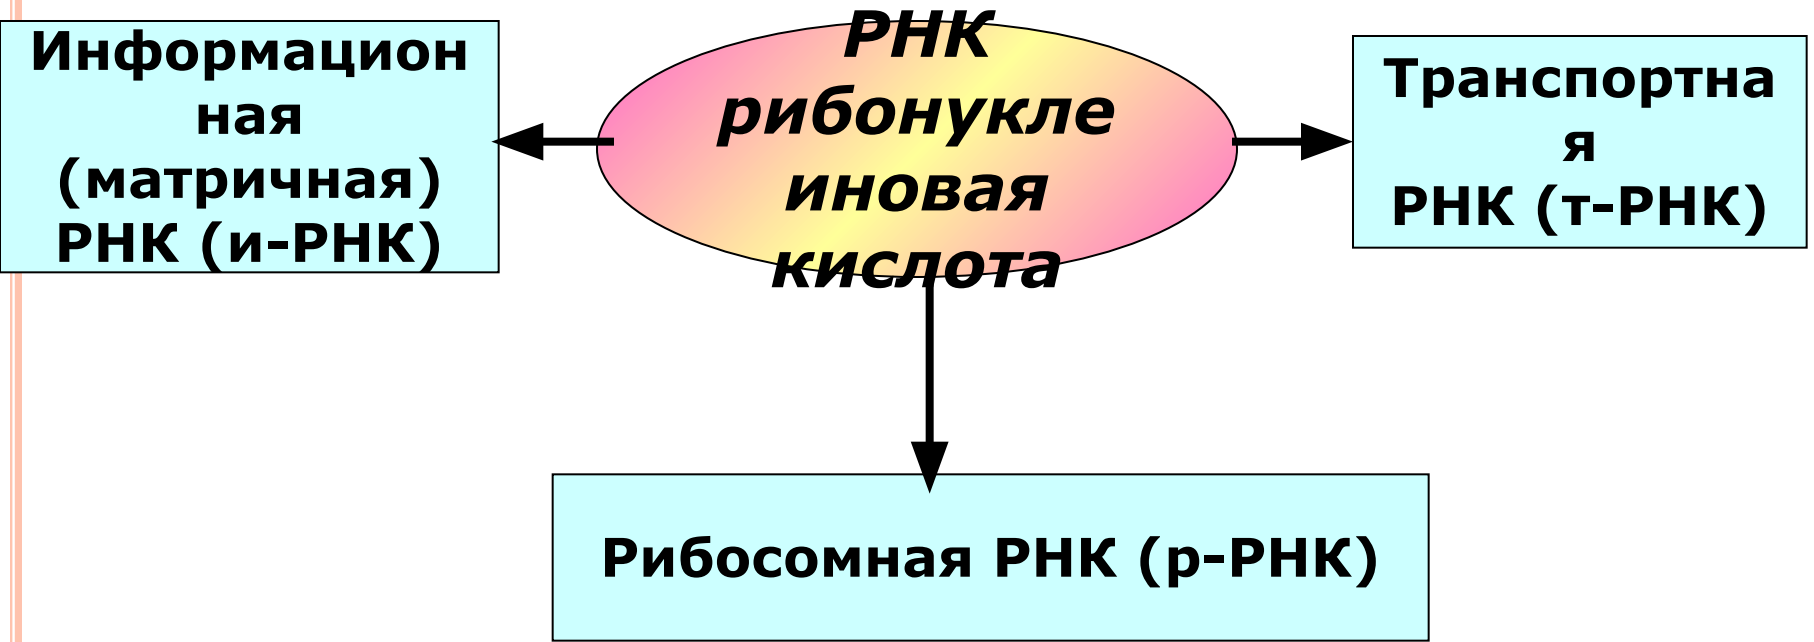 Информацион
ная
(матричная)
РНК (и-РНК)
РНК
рибонукле
иновая
кислота
Транспортна
я
РНК (т-РНК)
Рибосомная РНК (р-РНК)